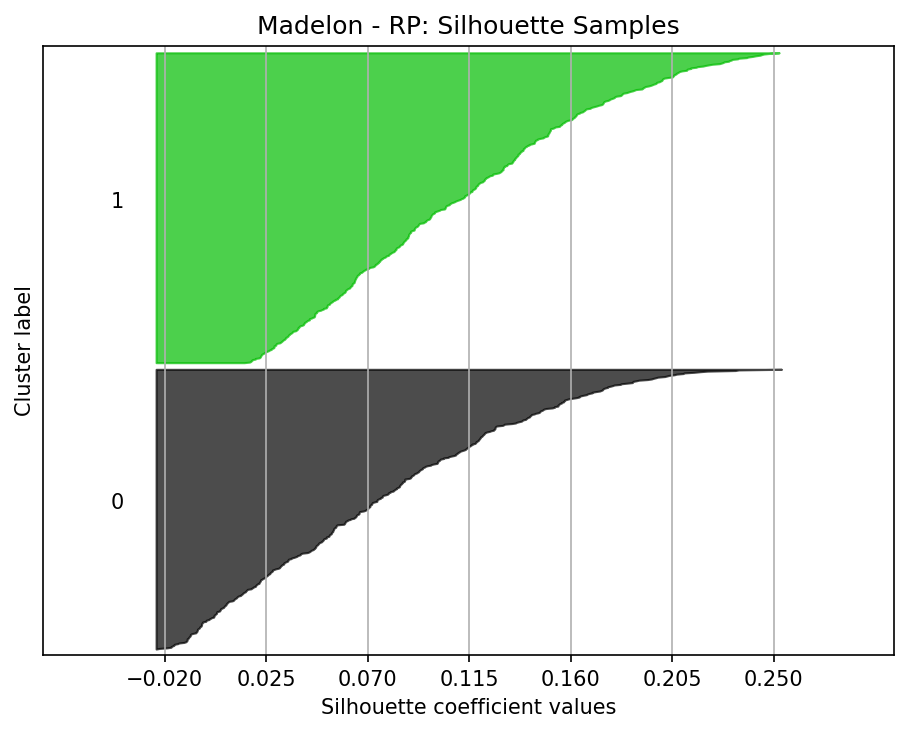 Madelon - RP: Silhouette Samples
Cluster label
1
0
−0.020 0.025 0.070 0.115 0.160 0.205 0.250
Silhouette coefficient values